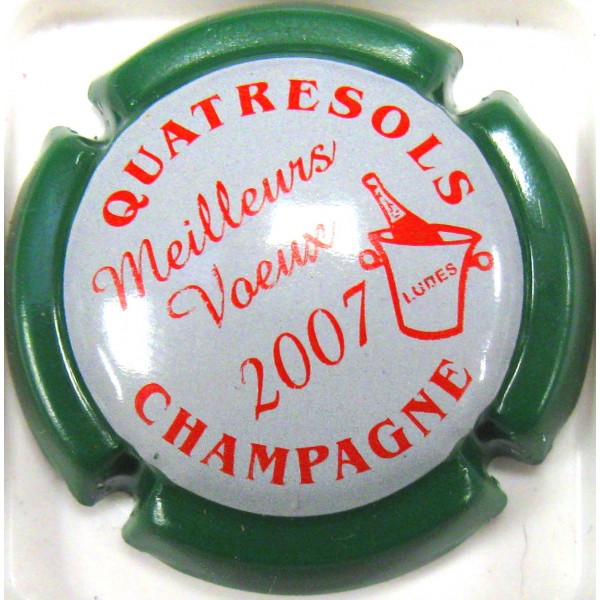 QUATRESOLS
Meilleurs
Voeux
2007
LUDES
CHAMPAGNE